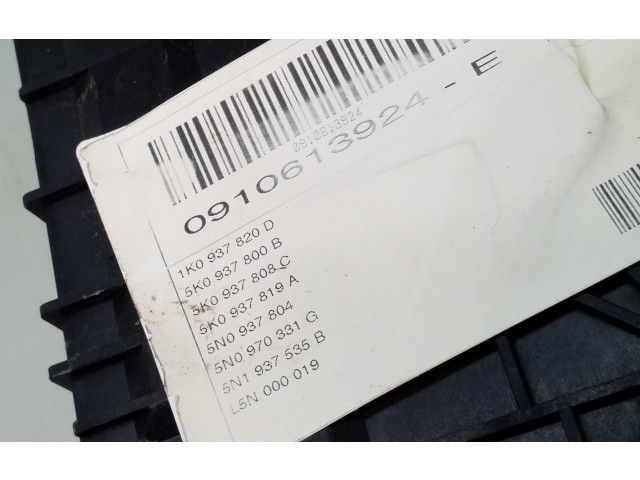 0910613924
0910613924 - E
1K0 937 820 D
5K0 937 800 B
5K0 937 808 C
5K0 937 819 A
5N0 937 804
5N0 970 331 G
5N1 937 535 B
L5N 000 019